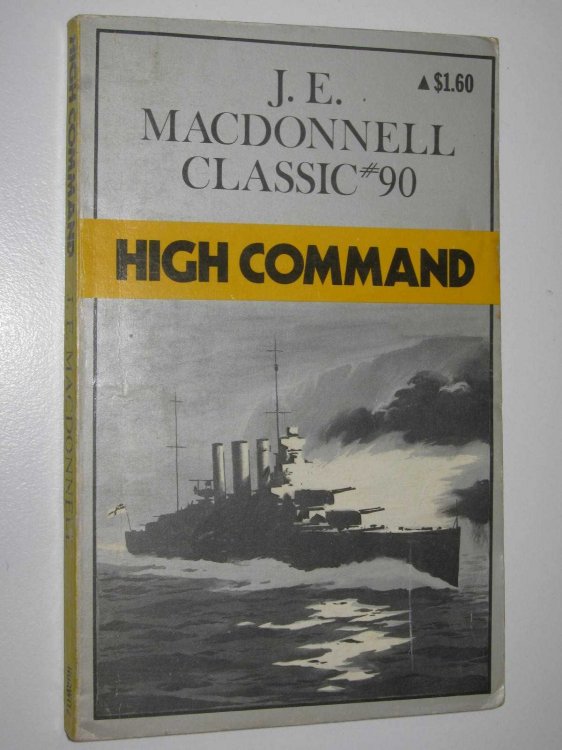 J. E.
▲ $1.60
MACDONNELL
CLASSIC #90
HIGH COMMAND
HIGH COMMAND
J. E. MACDONNELL